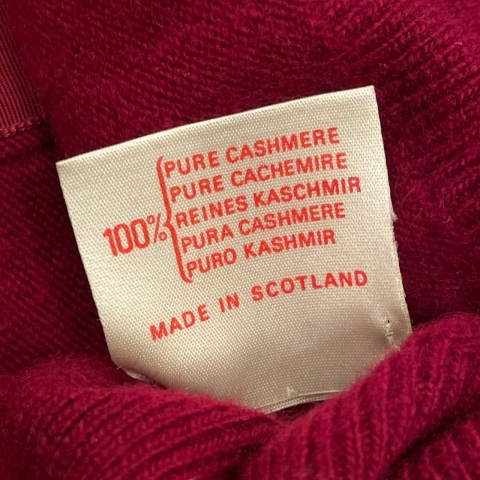 100%
PURE CASHMERE
PURE CACHEMIRE
REINES KASCHMIR
PURA CASHMERE
PURO KASHMIR
MADE IN SCOTLAND